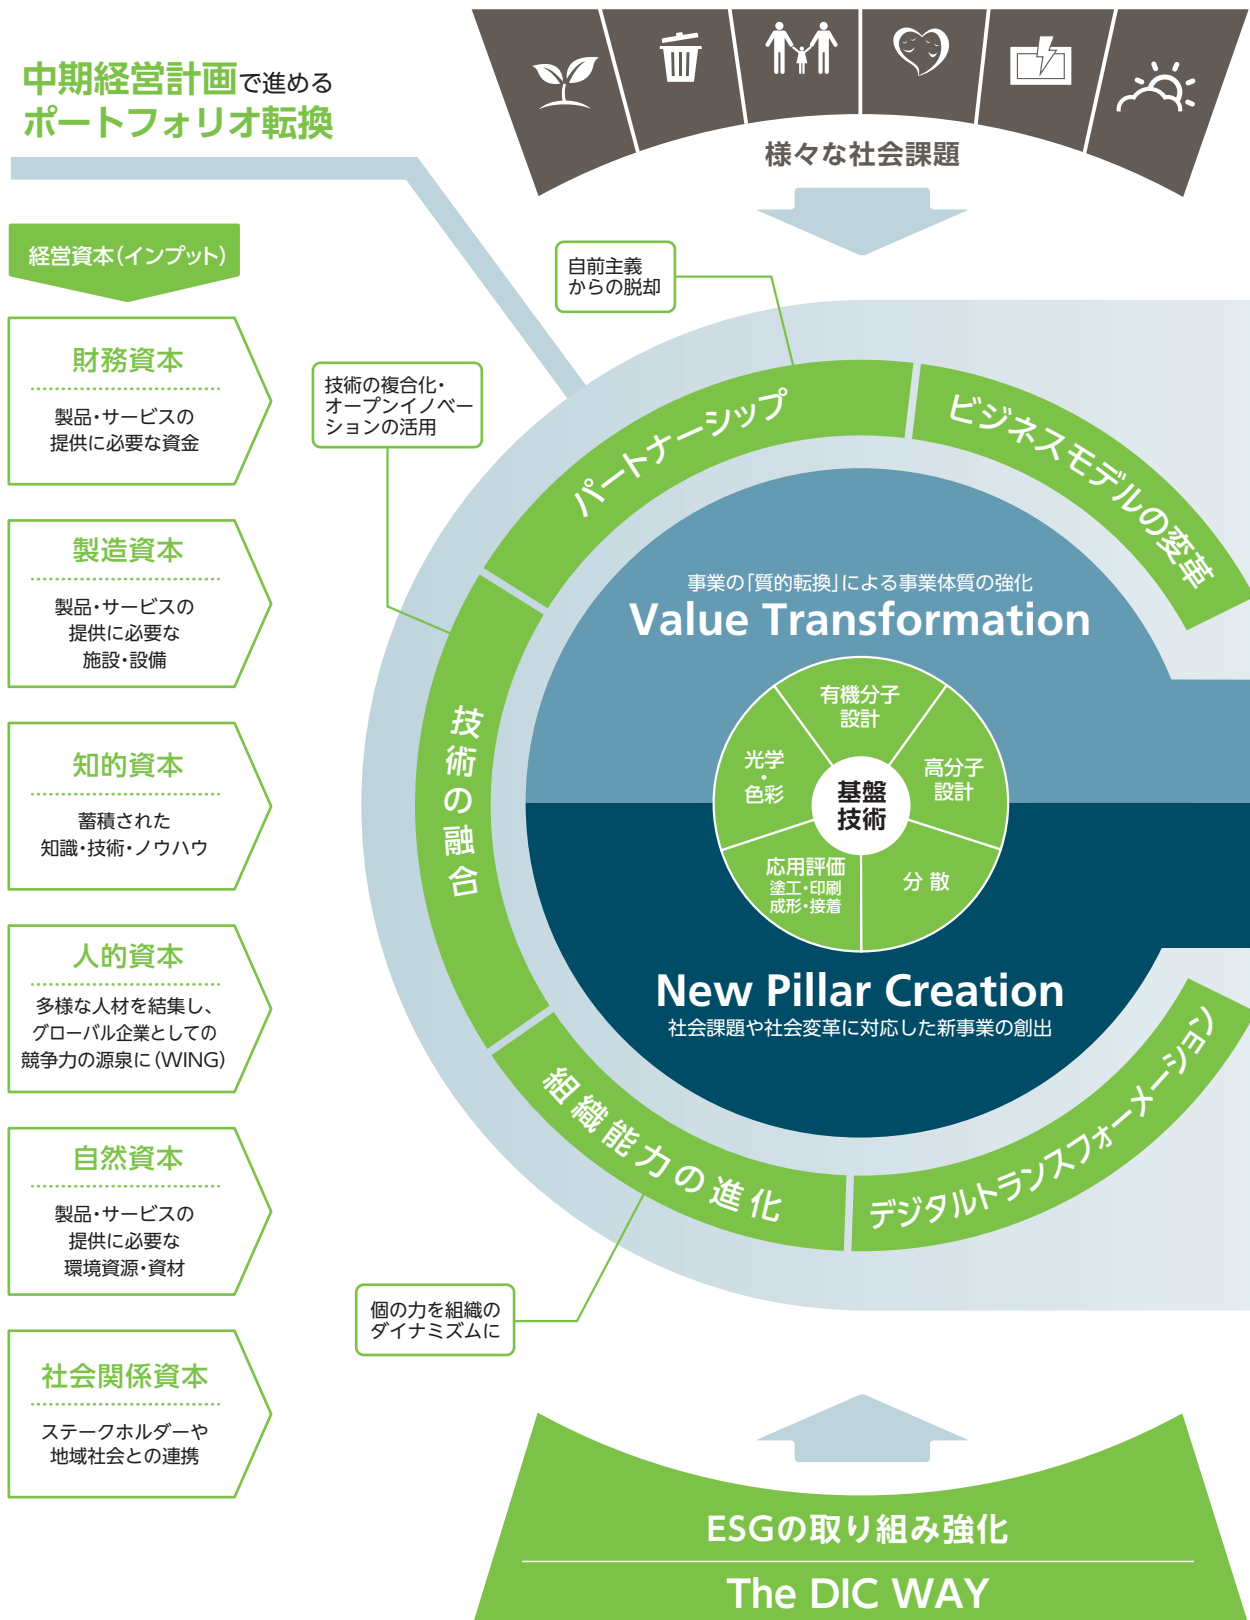 中期経営計画で進める
ポートフォリオ転換
様々な社会課題
経営資本(インプット)
財務資本
製品・サービスの
提供に必要な資金
製造資本
製品・サービスの
提供に必要な
施設・設備
知的資本
蓄積された
知識・技術・ノウハウ
人的資本
多様な人材を結集し、
グローバル企業としての
競争力の源泉に(WING)
自然資本
製品・サービスの
提供に必要な
環境資源・資材
社会関係資本
ステークホルダーや
地域社会との連携
自前主義
からの脱却
技術の複合化・
オープンイノベー
ションの活用
パートナーシップ
ビジネスモデルの変革
技術の融合
組織能力の進化
デジタルトランスフォーメーション
個の力を組織の
ダイナミズムに
事業の「質的転換」による事業体質の強化
Value Transformation
有機分子
設計
光学
・
色彩
高分子
設計
基盤
技術
応用評価
塗工・印刷
成形・接着
分散
New Pillar Creation
社会課題や社会変革に対応した新事業の創出
ESGの取り組み強化
The DIC WAY